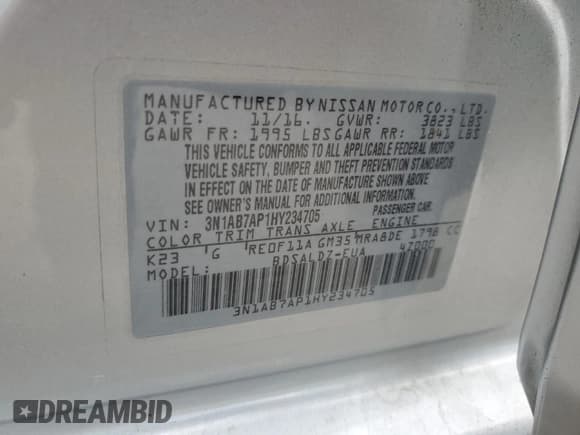 MANUFACTURED BY NISSAN MOTOR CO., LTD.
DATE: 11/16. GVWR: 3823 LBS
GAWR FR: 1995 LBS GAWR RR: 1841 LBS
THIS VEHICLE CONFORMS TO ALL APPLICABLE FEDERAL MOTOR
VEHICLE SAFETY, BUMPER AND THEFT PREVENTION STANDARDS
IN EFFECT ON THE DATE OF MANUFACTURE SHOWN ABOVE
SEE OWNER'S MANUAL FOR ADDITIONAL INFORMATION.
VIN: 3N1AB7AP1HY234705 PASSENGER CAR
COLOR TRIM TRANS AXLE ENGINE
K23 G RE0F11A GM35 MRA8DE 1798 CC
MODEL: BDSALDZ-EUA 4Z000
3N1AB7AP1HY234705
DREAMBID